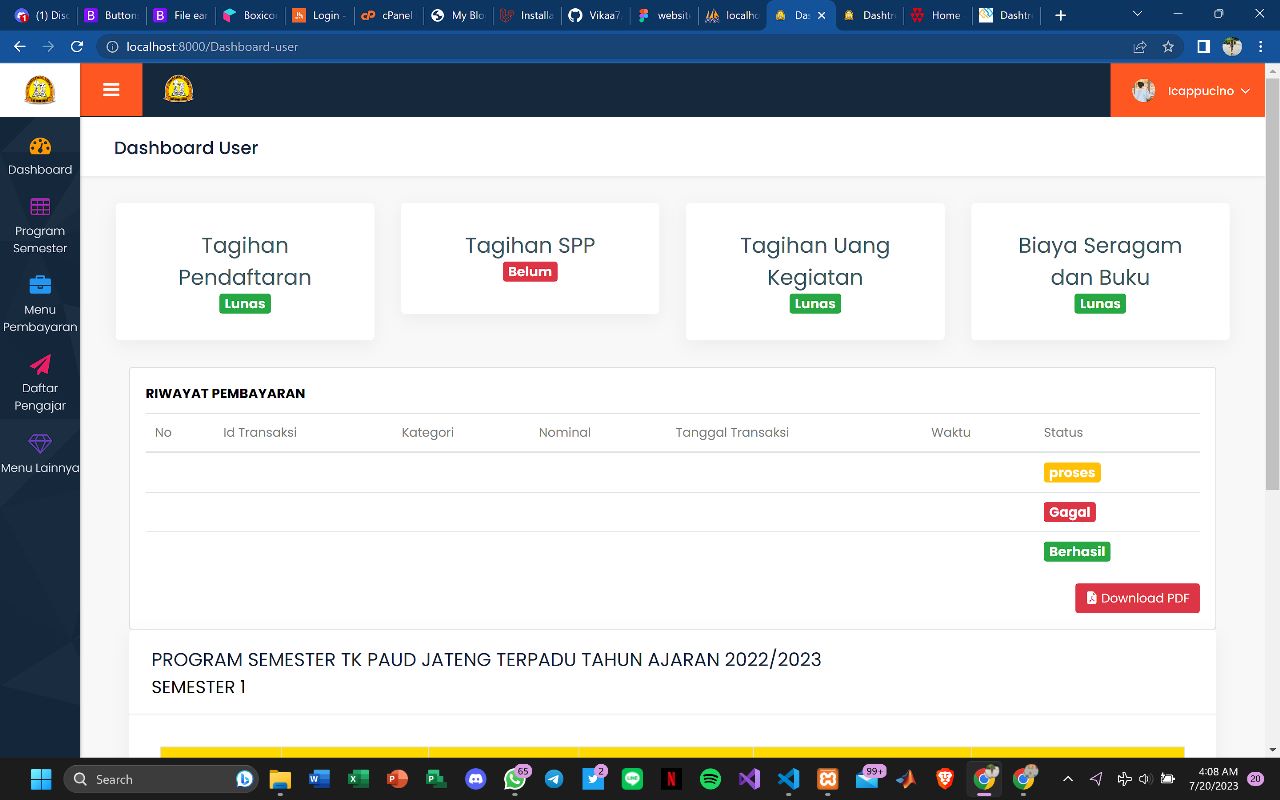 (1) Disc
Button
File ear
Boxico
Login -
cPanel
My Blo
Installa
Vikaa7
websit
localho
Das
Dashtr
Home
Dashtr
localhost:8000/Dashboard-user
Icappucino
Dashboard User
Dashboard
Program
Semester
Menu
Pembayaran
Daftar
Pengajar
Menu Lainnya
Tagihan
Pendaftaran
Lunas
Tagihan SPP
Belum
Tagihan Uang
Kegiatan
Lunas
Biaya Seragam
dan Buku
Lunas
RIWAYAT PEMBAYARAN
No Id Transaksi Kategori Nominal Tanggal Transaksi Waktu Status
proses
Gagal
Berhasil
Download PDF
PROGRAM SEMESTER TK PAUD JATENG TERPADU TAHUN AJARAN 2022/2023
SEMESTER 1
Search
65
2
99+
4:08 AM
7/20/2023
20